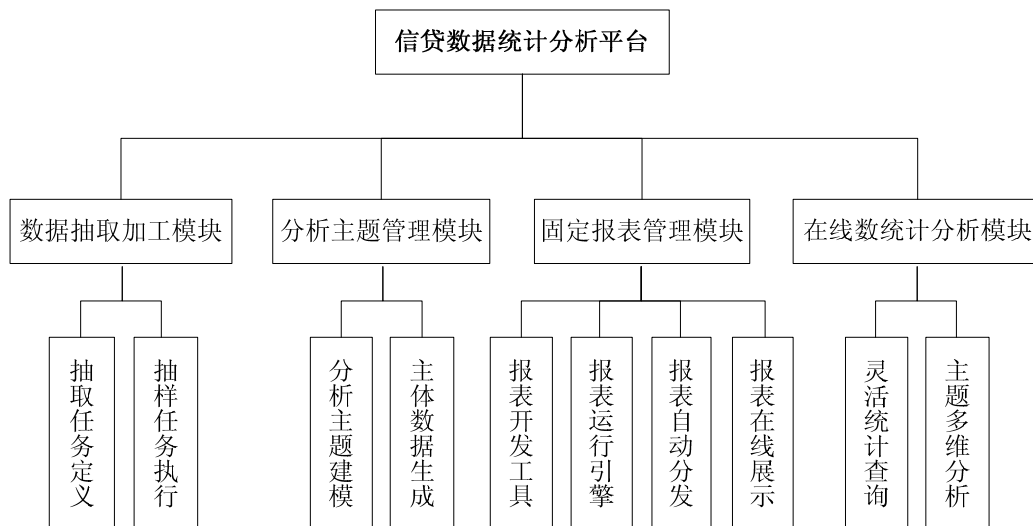 信贷数据统计分析平台
数据抽取加工模块
分析主题管理模块
固定报表管理模块
在线数统计分析模块
抽取任务定义
抽样任务执行
分析主题建模
主体数据生成
报表开发工具
报表运行引擎
报表自动分发
报表在线展示
灵活统计查询
主题多维分析